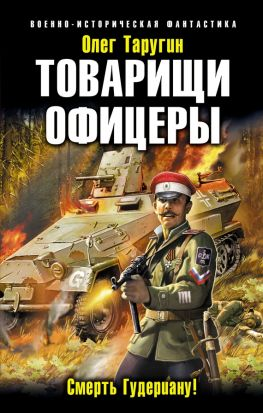 ВОЕННО-ИСТОРИЧЕСКАЯ ФАНТАСТИКА
Олег Таругин
ТОВАРИЩИ
ОФИЦЕРЫ
Смерть Гудериану!